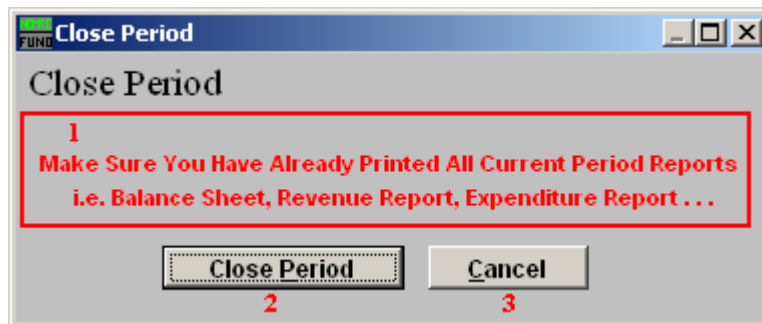 FUND Close Period
Close Period
1
Make Sure You Have Already Printed All Current Period Reports
i.e. Balance Sheet, Revenue Report, Expenditure Report . . .
Close Period Cancel
2 3